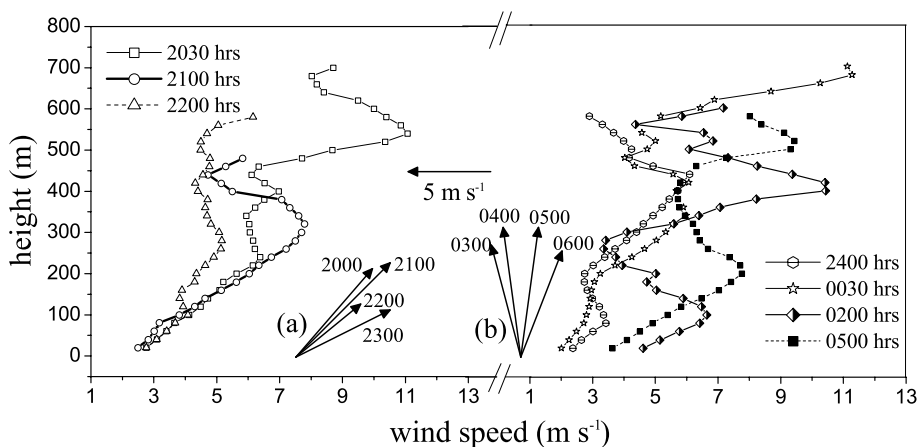 800
700
600
500
400
300
200
100
0
height (m)
2030 hrs
2100 hrs
2200 hrs
5 m s⁻¹
2000
2100
2200
2300
(a)
0300
0400
0500
0600
(b)
2400 hrs
0030 hrs
0200 hrs
0500 hrs
1 3 5 7 9 11 1 3 5 7 9 11 13
wind speed (m s⁻¹)